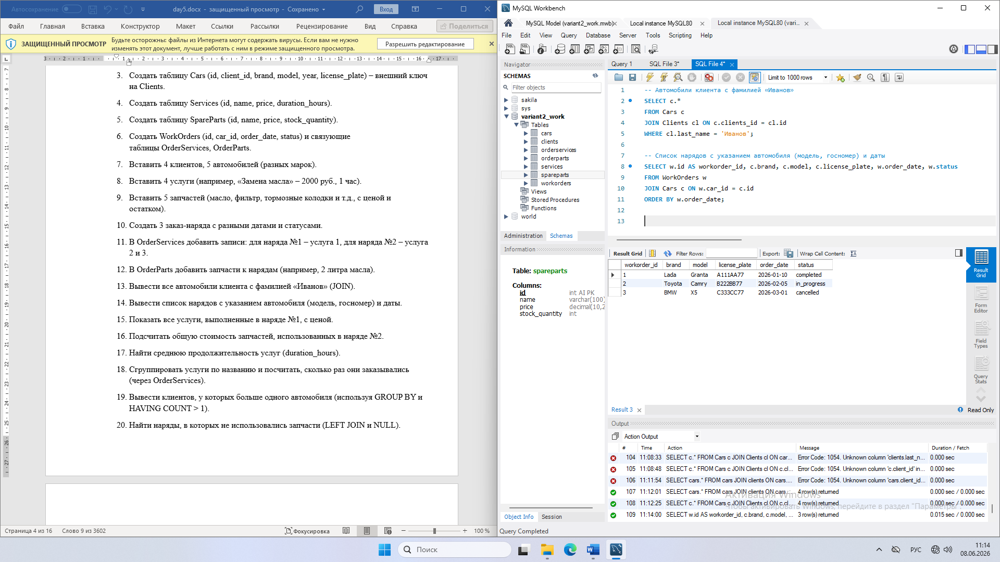 Автосохранение
day5.docx - защищенный просмотр - Сохранено
Вход
Файл Главная Вставка Конструктор Макет Ссылки Рассылки Рецензирование Вид Справка Поделиться
ЗАЩИЩЕННЫЙ ПРОСМОТР
Будьте осторожны: файлы из Интернета могут содержать вирусы. Если вам не нужно
изменять этот документ, лучше работать с ним в режиме защищенного просмотра.
Разрешить редактирование
3. Создать таблицу Cars (id, client_id, brand, model, year, license_plate) – внешний ключ
на Clients.
4. Создать таблицу Services (id, name, price, duration_hours).
5. Создать таблицу SpareParts (id, name, price, stock_quantity).
6. Создать WorkOrders (id, car_id, order_date, status) и связующие
таблицы OrderServices, OrderParts.
7. Вставить 4 клиентов, 5 автомобилей (разных марок).
8. Вставить 4 услуги (например, «Замена масла» – 2000 руб., 1 час).
9. Вставить 5 запчастей (масло, фильтр, тормозные колодки и т.д., с ценой и
остатком).
10. Создать 3 заказ-наряда с разными датами и статусами.
11. В OrderServices добавить записи: для наряда №1 – услуга 1, для наряда №2 – услуга
2 и 3.
12. В OrderParts добавить запчасти к нарядам (например, 2 литра масла).
13. Вывести все автомобили клиента с фамилией «Иванов» (JOIN).
14. Вывести список нарядов с указанием автомобиля (модель, госномер) и даты.
15. Показать все услуги, выполненные в наряде №1, с ценой.
16. Подсчитать общую стоимость запчастей, использованных в наряде №2.
17. Найти среднюю продолжительность услуг (duration_hours).
18. Сгруппировать услуги по названию и посчитать, сколько раз они заказывались
(через OrderServices).
19. Вывести клиентов, у которых больше одного автомобиля (используя GROUP BY и
HAVING COUNT > 1).
20. Найти наряды, в которых не использовались запчасти (LEFT JOIN и NULL).
Страница 4 из 16 Слово 9 из 3602
Фокусировка
100 %
MySQL Workbench
MySQL Model (variant2_work.mwb) Local instance MySQL80 Local instance MySQL80 (vari...
File Edit View Query Database Server Tools Scripting Help
Navigator
SCHEMAS
Filter objects
sakila
sys
variant2_work
Tables
cars
clients
orderservices
orderparts
services
spareparts
workorders
Views
Stored Procedures
Functions
world
Administration Schemas
Information
Table: spareparts
Columns:
id int AI PK
name varchar(100)
price decimal(10,2
stock_quantity int
Object Info Session
Query Completed
Query 1 SQL File 3* SQL File 4*
Limit to 1000 rows
1 -- Автомобили клиента с фамилией «Иванов»
2 SELECT c.*
3 FROM Cars c
4 JOIN Clients cl ON c.clients_id = cl.id
5 WHERE cl.last_name = 'Иванов';
6
7 -- Список нарядов с указанием автомобиля (модель, госномер) и даты
8 SELECT w.id AS workorder_id, c.brand, c.model, c.license_plate, w.order_date, w.status
9 FROM WorkOrders w
10 JOIN Cars c ON w.car_id = c.id
11 ORDER BY w.order_date;
12
13
Result Grid Filter Rows: Export: Wrap Cell Content:
workorder_id brand model license_plate order_date status
1 Lada Granta A111AA77 2026-01-10 completed
2 Toyota Camry B222BB77 2026-02-05 in_progress
3 BMW X5 C333CC77 2026-03-01 cancelled
Result
Grid
Form
Editor
Field
Types
Query
Stats
Result 3
Read Only
Output
Action Output
# Time Action Message Duration / Fetch
104 11:08:33 SELECT c.* FROM Cars c JOIN Clients cl ON car... Error Code: 1054. Unknown column 'clients.last_n... 0.000 sec
105 11:08:48 SELECT c.* FROM Cars c JOIN Clients cl ON c.cl... Error Code: 1054. Unknown column 'c.client_id' in... 0.000 sec
106 11:11:54 SELECT cars.* FROM cars JOIN clients ON cars.... Error Code: 1054. Unknown column 'cars.client_id... 0.000 sec
107 11:12:01 SELECT cars.* FROM cars JOIN clients ON cars.... 4 row(s) returned 0.000 sec / 0.000 sec
108 11:12:25 SELECT c.* FROM Cars c JOIN Clients cl ON c.cl... 4 row(s) returned 0.000 sec / 0.000 sec
109 11:14:00 SELECT w.id AS workorder_id, c.brand, c.model, ... 3 row(s) returned 0.015 sec / 0.000 sec
Активация Windows
Чтобы активировать Windows, перейдите в раздел "Параметры".
Поиск
РУС
11:14
08.06.2026